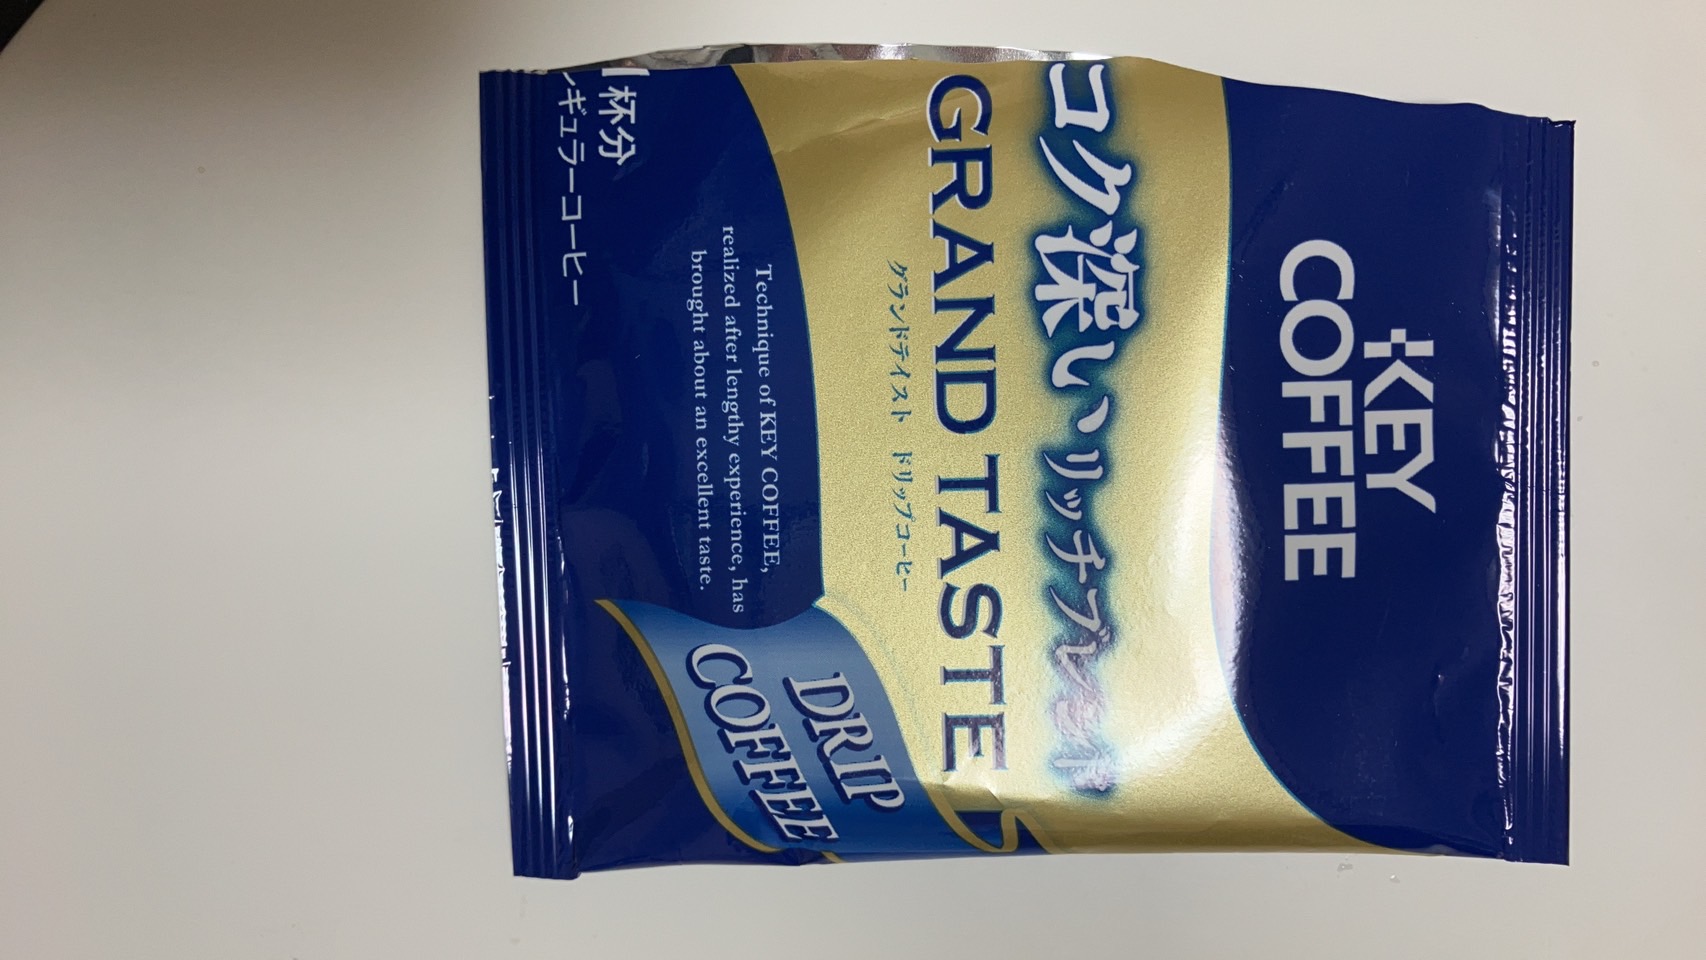 KEY
COFFEE
コク深いリッチブレンド
GRAND TASTE
グランドテイスト ドリップコーヒー
Technique of KEY COFFEE,
realized after lengthy experience, has
brought about an excellent taste.
DRIP
COFFEE
1杯分
ギュラーコーヒー